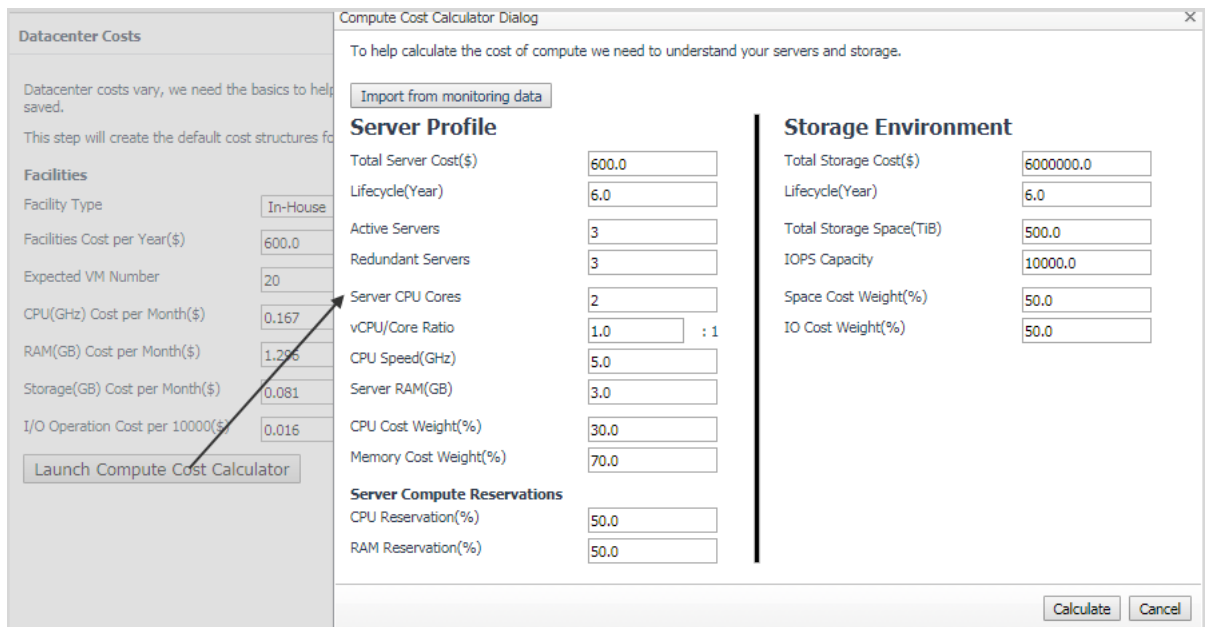 Datacenter Costs
Datacenter costs vary, we need the basics to help
saved.
This step will create the default cost structures fo
Facilities
Facility Type
In-House
Facilities Cost per Year($)
600.0
Expected VM Number
20
CPU(GHz) Cost per Month($)
0.167
RAM(GB) Cost per Month($)
1.296
Storage(GB) Cost per Month($)
0.081
I/O Operation Cost per 10000($)
0.016
Launch Compute Cost Calculator
Compute Cost Calculator Dialog
To help calculate the cost of compute we need to understand your servers and storage.
Import from monitoring data
Server Profile
Total Server Cost($)
600.0
Lifecycle(Year)
6.0
Active Servers
3
Redundant Servers
3
Server CPU Cores
2
vCPU/Core Ratio
1.0 : 1
CPU Speed(GHz)
5.0
Server RAM(GB)
3.0
CPU Cost Weight(%)
30.0
Memory Cost Weight(%)
70.0
Server Compute Reservations
CPU Reservation(%)
50.0
RAM Reservation(%)
50.0
Storage Environment
Total Storage Cost($)
6000000.0
Lifecycle(Year)
6.0
Total Storage Space(TiB)
500.0
IOPS Capacity
10000.0
Space Cost Weight(%)
50.0
IO Cost Weight(%)
50.0
Calculate
Cancel